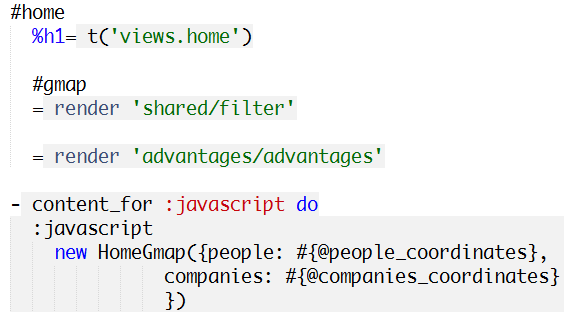 #home
  %h1= t('views.home')

  #gmap
  = render 'shared/filter'

  = render 'advantages/advantages'

- content_for :javascript do
  :javascript
    new HomeGmap({people: #{@people_coordinates},
              companies: #{@companies_coordinates}
              })